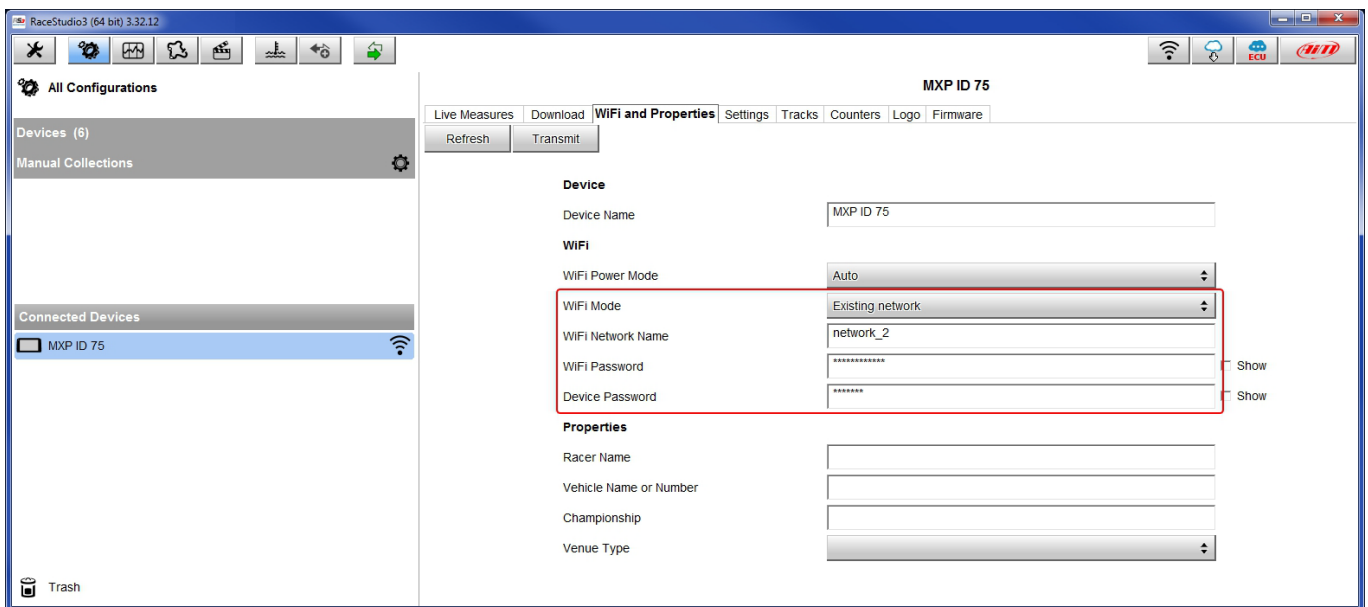 RaceStudio3 (64 bit) 3.32.12
ECU
AiM
All Configurations
MXP ID 75
Live Measures Download WiFi and Properties Settings Tracks Counters Logo Firmware
Devices (6)
Refresh Transmit
Manual Collections
Device
Device Name MXP ID 75
WiFi
WiFi Power Mode Auto
Connected Devices
WiFi Mode Existing network
MXP ID 75
WiFi Network Name network_2
WiFi Password ************ Show
Device Password ******* Show
Properties
Racer Name
Vehicle Name or Number
Championship
Venue Type
Trash